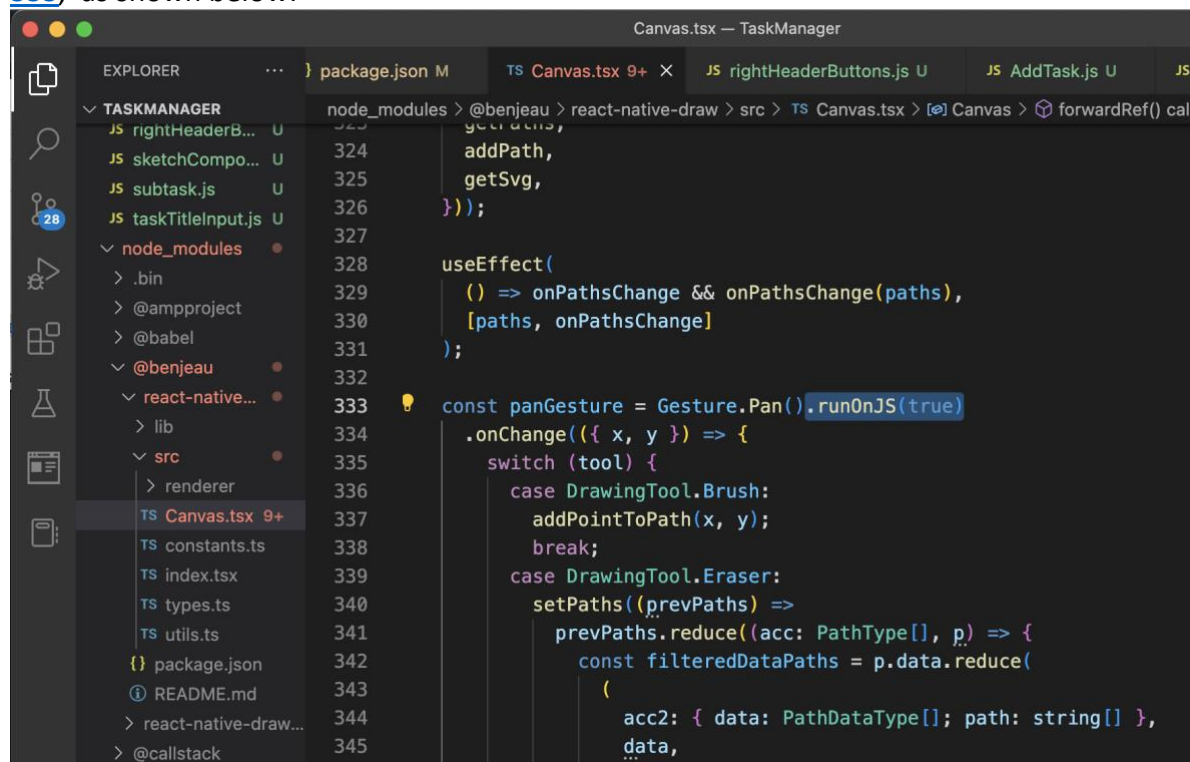 as shown below:
Canvas.tsx — TaskManager
EXPLORER ... } package.json M TS Canvas.tsx 9+ × JS rightHeaderButtons.js U JS AddTask.js U JS
TASKMANAGER
node_modules > @benjeau > react-native-draw > src > TS Canvas.tsx > Canvas > forwardRef() cal
JS rightHeaderB... U
JS sketchCompo... U
JS subtask.js U
JS taskTitleInput.js U
28
node_modules
> .bin
> @ampproject
> @babel
@benjeau
react-native...
> lib
src
> renderer
TS Canvas.tsx 9+
TS constants.ts
TS index.tsx
TS types.ts
TS utils.ts
{} package.json
README.md
> react-native-draw...
> @callstack
323 getPaths,
324 addPath,
325 getSvg,
326 }));
327
328 useEffect(
329 () => onPathsChange && onPathsChange(paths),
330 [paths, onPathsChange]
331 );
332
333 const panGesture = Gesture.Pan().runOnJS(true)
334 .onChange(({ x, y }) => {
335 switch (tool) {
336 case DrawingTool.Brush:
337 addPointToPath(x, y);
338 break;
339 case DrawingTool.Eraser:
340 setPaths((prevPaths) =>
341 prevPaths.reduce((acc: PathType[], p) => {
342 const filteredDataPaths = p.data.reduce(
343 (
344 acc2: { data: PathDataType[]; path: string[] },
345 data,